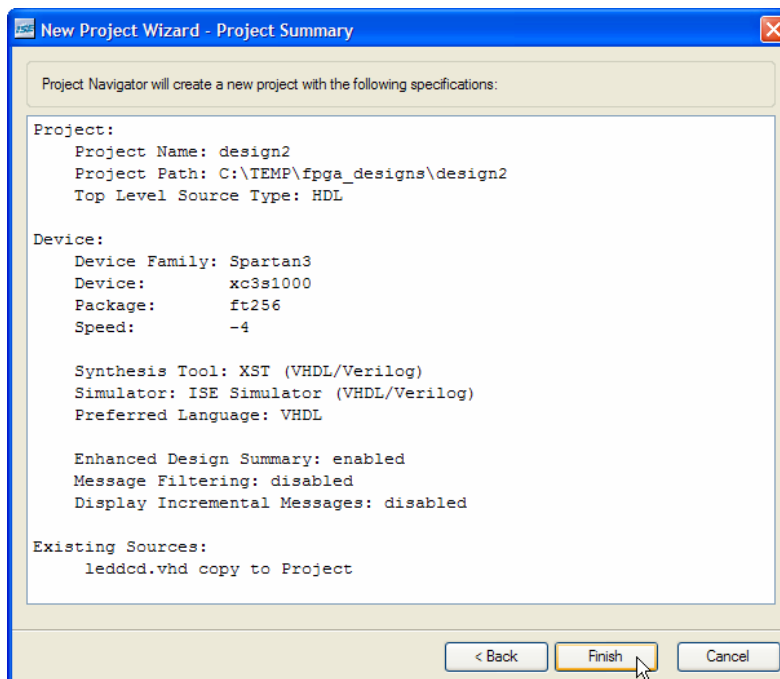 ISE New Project Wizard - Project Summary
Project Navigator will create a new project with the following specifications:
Project:
Project Name: design2
Project Path: C:\TEMP\fpga_designs\design2
Top Level Source Type: HDL
Device:
Device Family: Spartan3
Device: xc3s1000
Package: ft256
Speed: -4
Synthesis Tool: XST (VHDL/Verilog)
Simulator: ISE Simulator (VHDL/Verilog)
Preferred Language: VHDL
Enhanced Design Summary: enabled
Message Filtering: disabled
Display Incremental Messages: disabled
Existing Sources:
leddcd.vhd copy to Project
< Back Finish Cancel